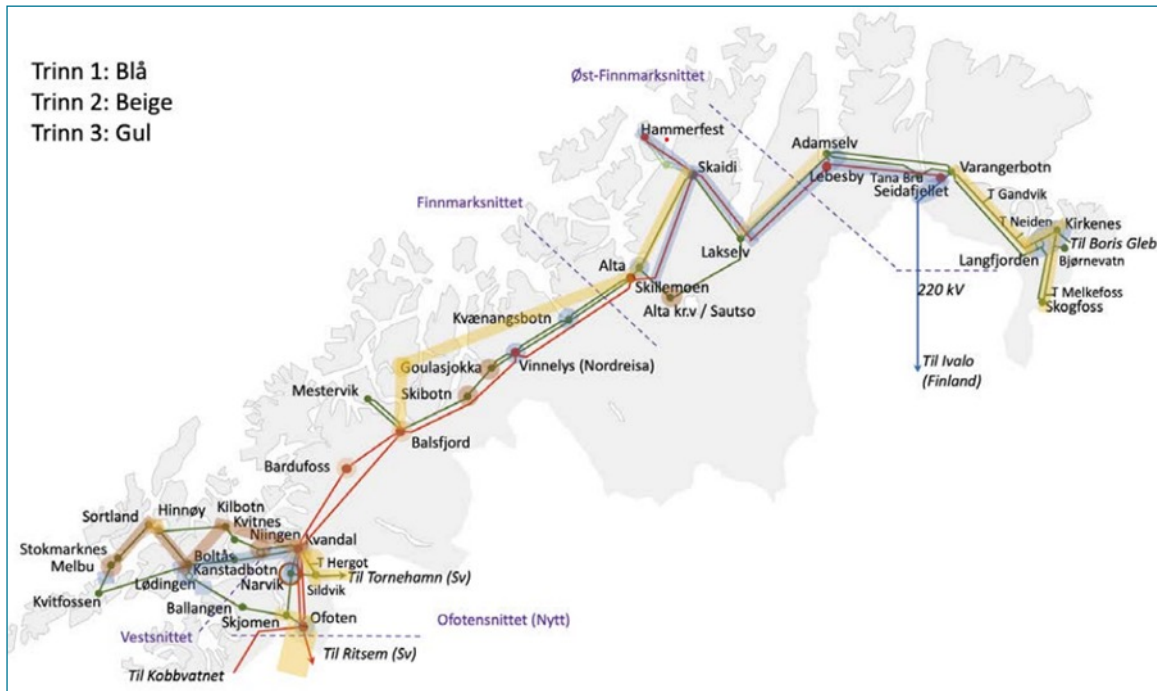 Trinn 1: Blå
Trinn 2: Beige
Trinn 3: Gul
Øst-Finnmarksnittet
Hammerfest
Skaidi
Adamselv
Lebesby
Tana Bru
Seidafjellet
Varangerbotn
T Gandvik
T Neiden
Kirkenes
Til Boris Gleb
Bjørnevatn
Langfjorden
T Melkefoss
Skogfoss
Finnmarksnittet
Lakselv
Alta
Skillemoen
Alta kr.v / Sautso
220 kV
Til Ivalo
(Finland)
Kvænangsbotn
Goulasjokka
Vinnelys (Nordreisa)
Skibotn
Mestervik
Balsfjord
Bardufoss
Kilbotn
Hinnøy
Sortland
Kvitnes
Niingen
Kvandal
Stokmarknes
Melbu
Boltås
Kanstadbotn
T Hergot
Til Tornehamn (Sv)
Lødingen
Narvik
Sildvik
Kvitfossen
Ballangen
Skjomen
Ofoten
Ofotensnittet (Nytt)
Vestsnittet
Til Ritsem (Sv)
Til Kobbvatnet